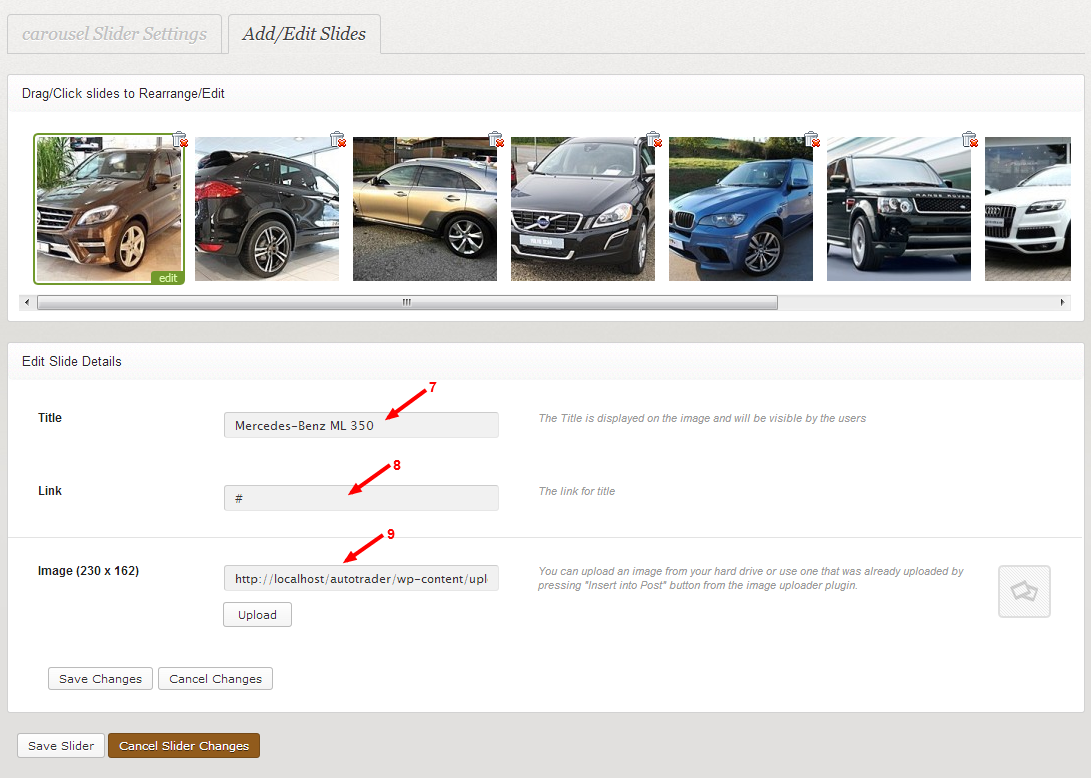 carousel Slider Settings
Add/Edit Slides
Drag/Click slides to Rearrange/Edit
edit
Edit Slide Details
7
Title
Mercedes-Benz ML 350
The Title is displayed on the image and will be visible by the users
8
Link
#
The link for title
9
Image (230 x 162)
http://localhost/autotrader/wp-content/upl
You can upload an image from your hard drive or use one that was already uploaded by
pressing "Insert into Post" button from the image uploader plugin.
Upload
Save Changes
Cancel Changes
Save Slider
Cancel Slider Changes